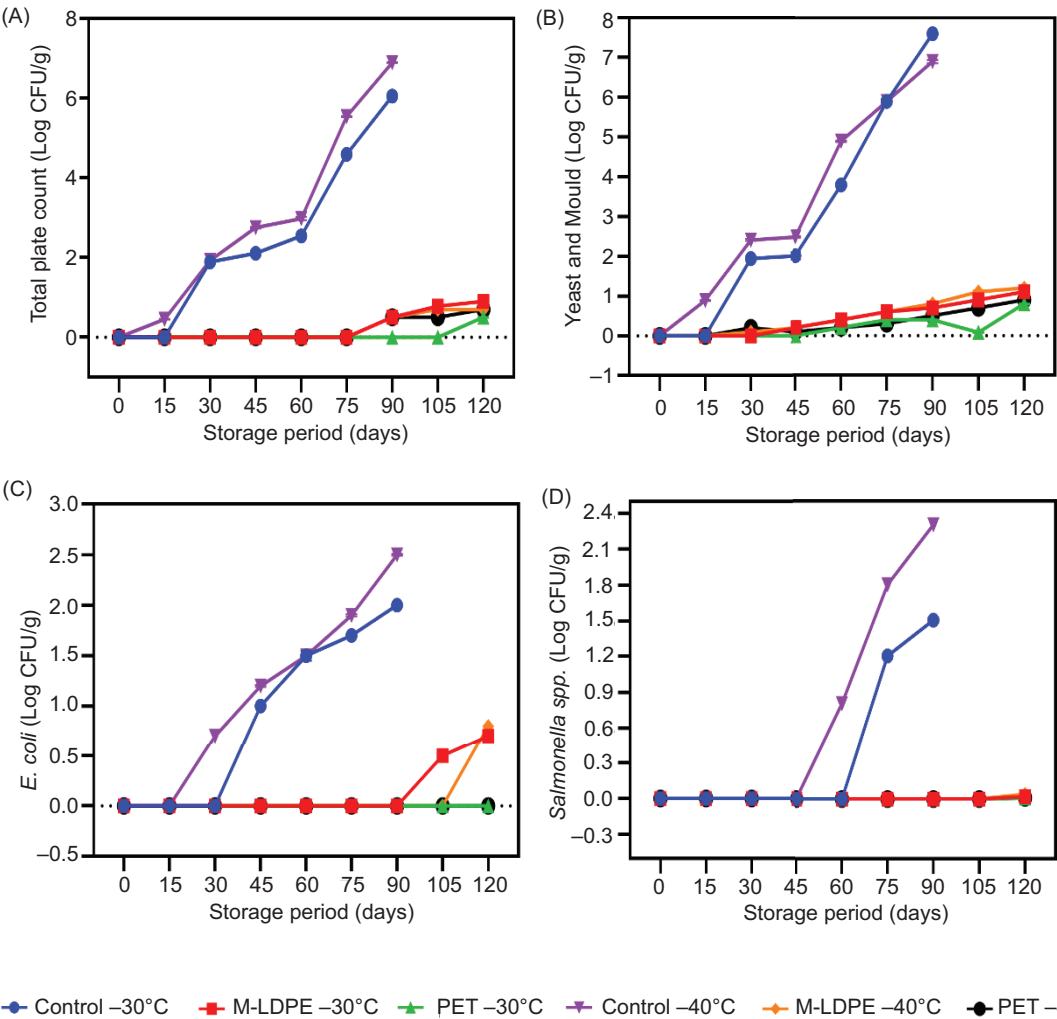 (A)
Total plate count (Log CFU/g)
8
6
4
2
0
0 15 30 45 60 75 90 105 120
Storage period (days)
(B)
Yeast and Mould (Log CFU/g)
8
7
6
5
4
3
2
1
0
–1
0 15 30 45 60 75 90 105 120
Storage period (days)
(C)
E. coli (Log CFU/g)
3.0
2.5
2.0
1.5
1.0
0.5
0.0
–0.5
0 15 30 45 60 75 90 105 120
Storage period (days)
(D)
Salmonella spp. (Log CFU/g)
2.4
2.1
1.8
1.5
1.2
0.9
0.6
0.3
0.0
–0.3
0 15 30 45 60 75 90 105 120
Storage period (days)
Control –30°C M-LDPE –30°C PET –30°C Control –40°C M-LDPE –40°C PET –